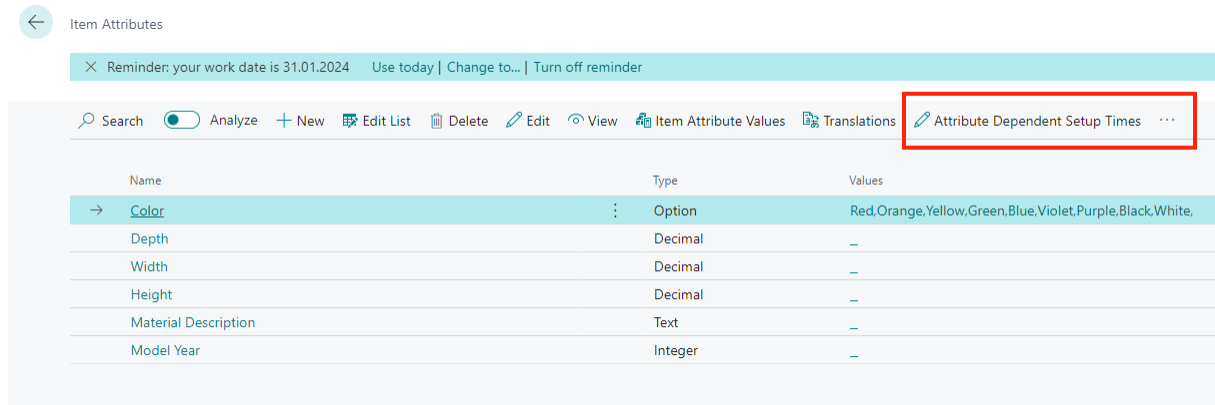 Item Attributes
Reminder: your work date is 31.01.2024 Use today | Change to... | Turn off reminder
Search Analyze New Edit List Delete Edit View Item Attribute Values Translations Attribute Dependent Setup Times ...
Name Type Values
Color Option Red,Orange,Yellow,Green,Blue,Violet,Purple,Black,White,
Depth Decimal _
Width Decimal _
Height Decimal _
Material Description Text _
Model Year Integer _